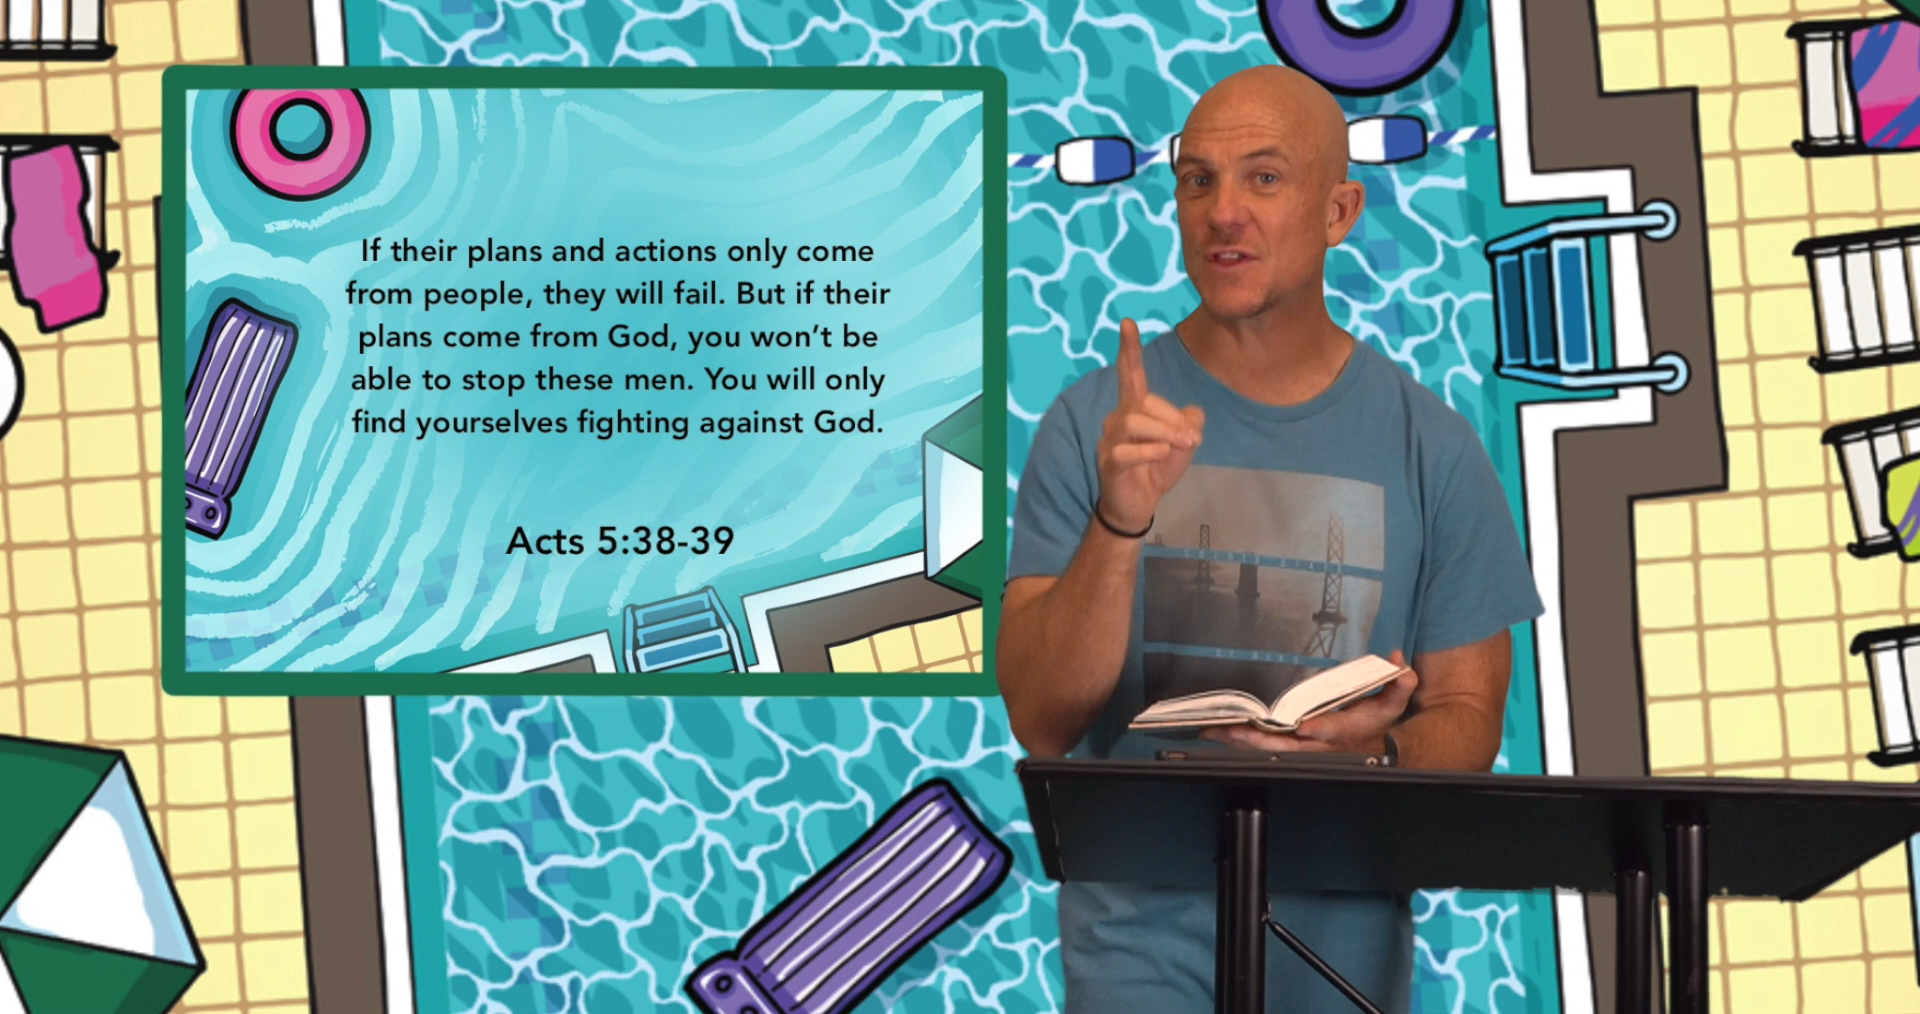 If their plans and actions only come
from people, they will fail. But if their
plans come from God, you won't be
able to stop these men. You will only
find yourselves fighting against God.
Acts 5:38-39